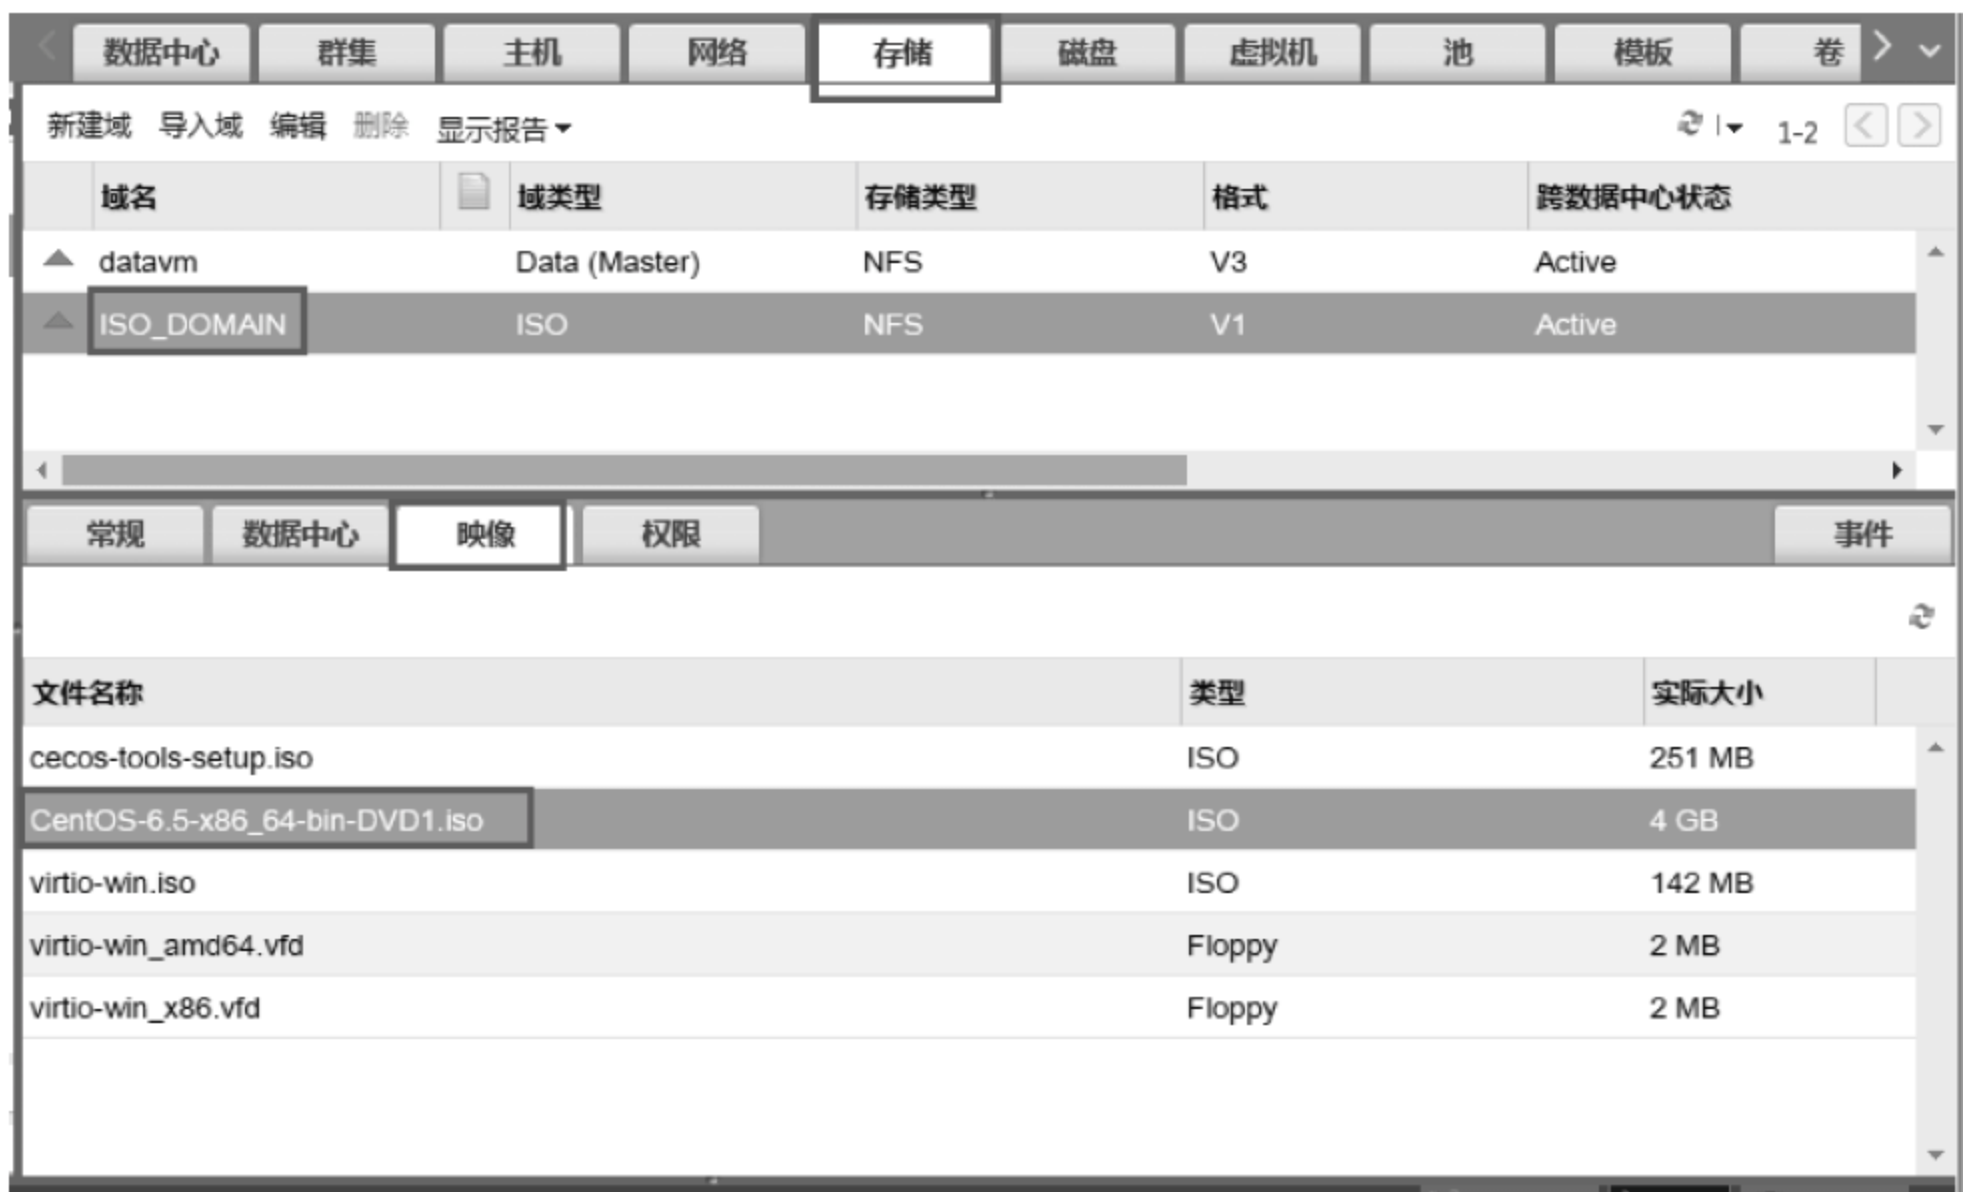 数据中心 群集 主机 网络 存储 磁盘 虚拟机 池 模板 卷
新建域 导入域 编辑 删除 显示报告 1-2
域名 域类型 存储类型 格式 跨数据中心状态
datavm Data (Master) NFS V3 Active
ISO_DOMAIN ISO NFS V1 Active
常规 数据中心 映像 权限 事件
文件名称 类型 实际大小
cecos-tools-setup.iso ISO 251 MB
CentOS-6.5-x86_64-bin-DVD1.iso ISO 4 GB
virtio-win.iso ISO 142 MB
virtio-win_amd64.vfd Floppy 2 MB
virtio-win_x86.vfd Floppy 2 MB